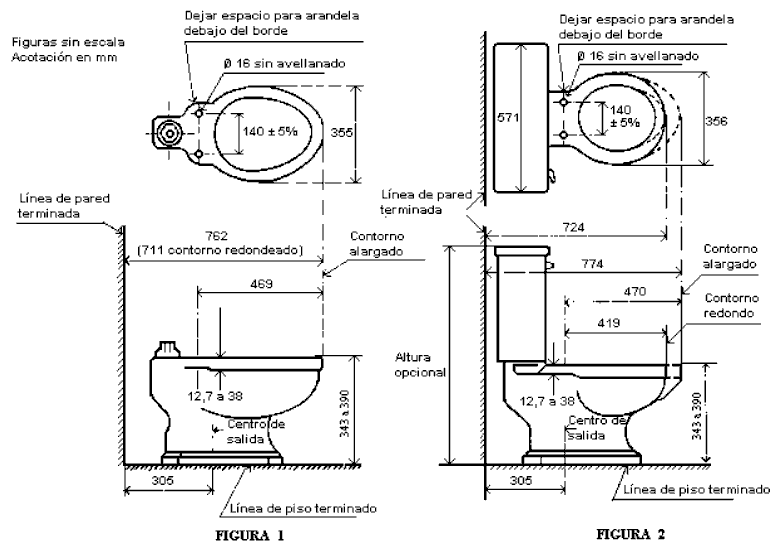 Figuras sin escala
Acotación en mm
Dejar espacio para arandela
debajo del borde
Ø 16 sin avellanado
140 ± 5%
355
Línea de pared
terminada
762
(711 contorno redondeado)
Contorno
alargado
469
12,7 a 38
Centro de
salida
343 a 390
305
Línea de piso terminado
FIGURA 1
Dejar espacio para arandela
debajo del borde
Ø 16 sin avellanado
571
140
± 5%
356
Línea de pared
terminada
724
774
Contorno
alargado
470
Contorno
redondo
419
Altura
opcional
12,7 a 38
Centro de
salida
343 a 390
305
Línea de piso terminado
FIGURA 2